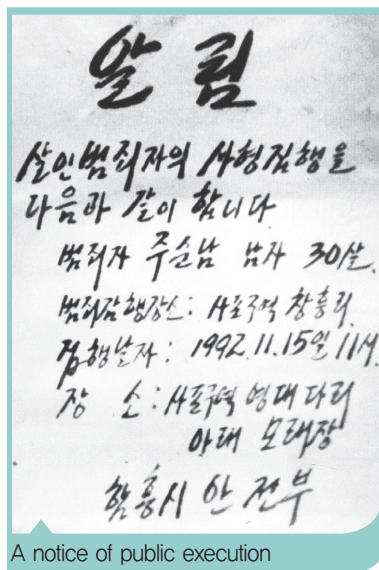 알림
살인범죄자의 사형집행을
다음과 같이 합니다
범죄자 주순남 남자 30살.
범죄감행장소: 사포구역 창흥리
집행날자: 1992.11.15일 11시.
장 소: 사포구역 영대다리
아래 모래장
함흥시 안전부
A notice of public execution